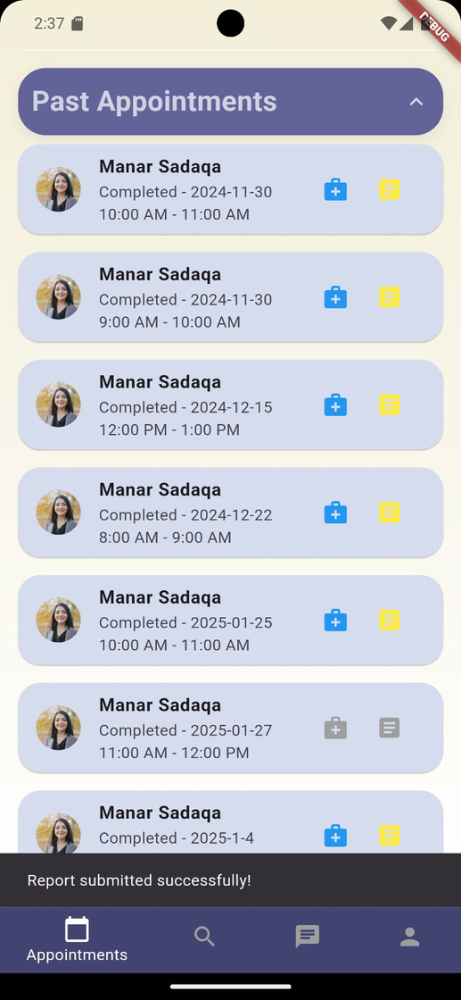 2:37
DEBUG
Past Appointments
Manar Sadaqa
Completed - 2024-11-30
10:00 AM - 11:00 AM
Manar Sadaqa
Completed - 2024-11-30
9:00 AM - 10:00 AM
Manar Sadaqa
Completed - 2024-12-15
12:00 PM - 1:00 PM
Manar Sadaqa
Completed - 2024-12-22
8:00 AM - 9:00 AM
Manar Sadaqa
Completed - 2025-01-25
10:00 AM - 11:00 AM
Manar Sadaqa
Completed - 2025-01-27
11:00 AM - 12:00 PM
Manar Sadaqa
Completed - 2025-1-4
Report submitted successfully!
Appointments